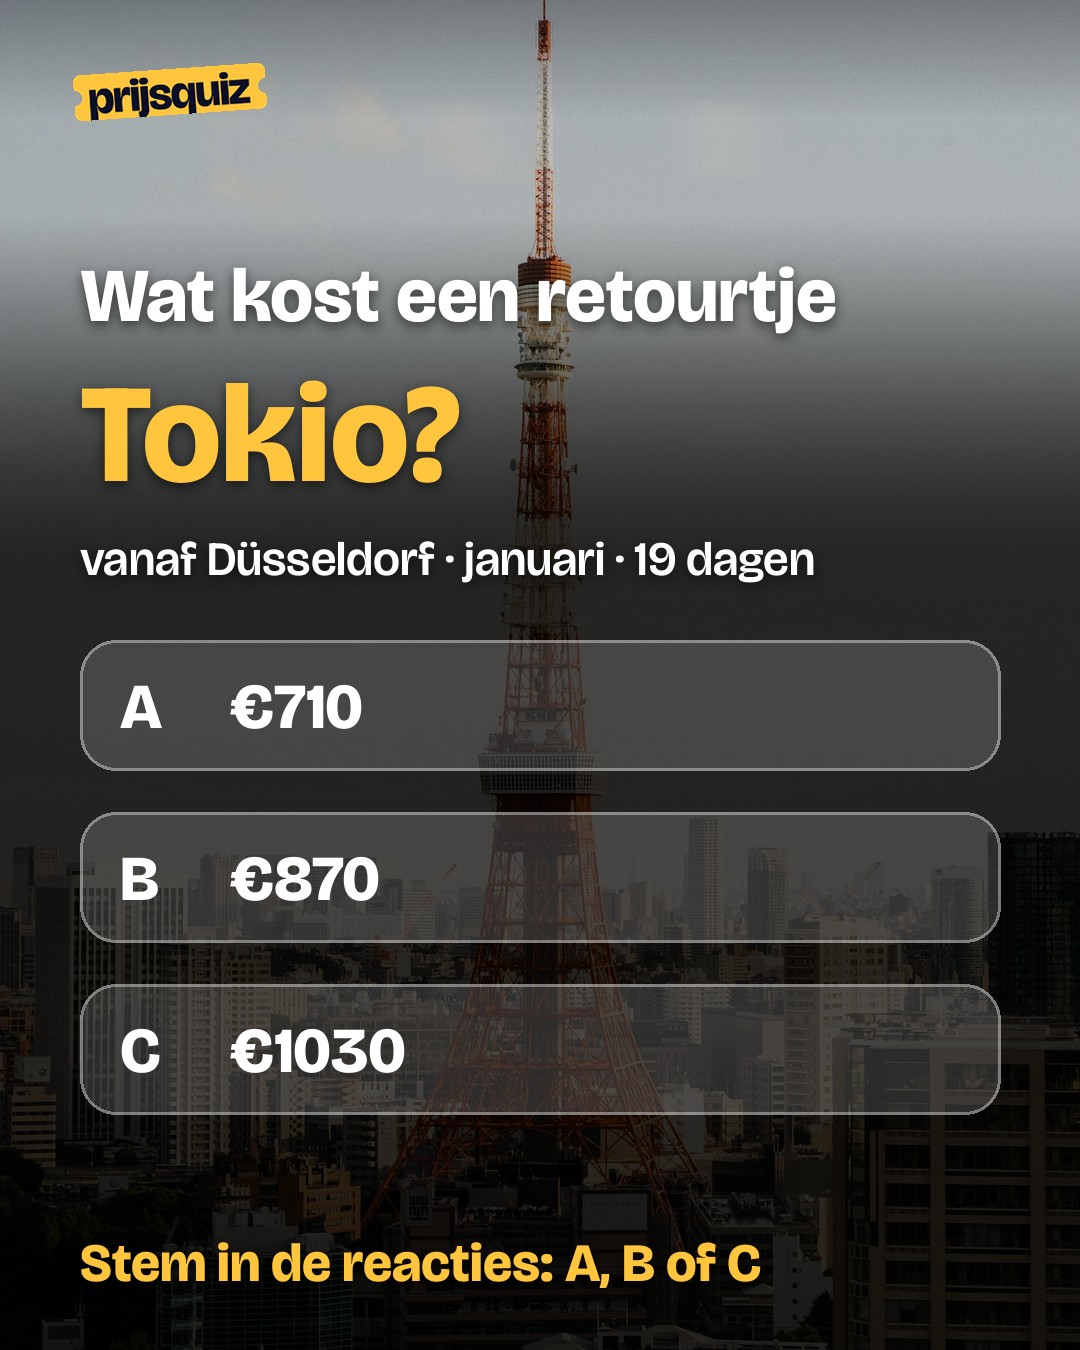 prijsquiz
Wat kost een retourtje
Tokio?
vanaf Düsseldorf · januari · 19 dagen
A €710
B €870
C €1030
Stem in de reacties: A, B of C